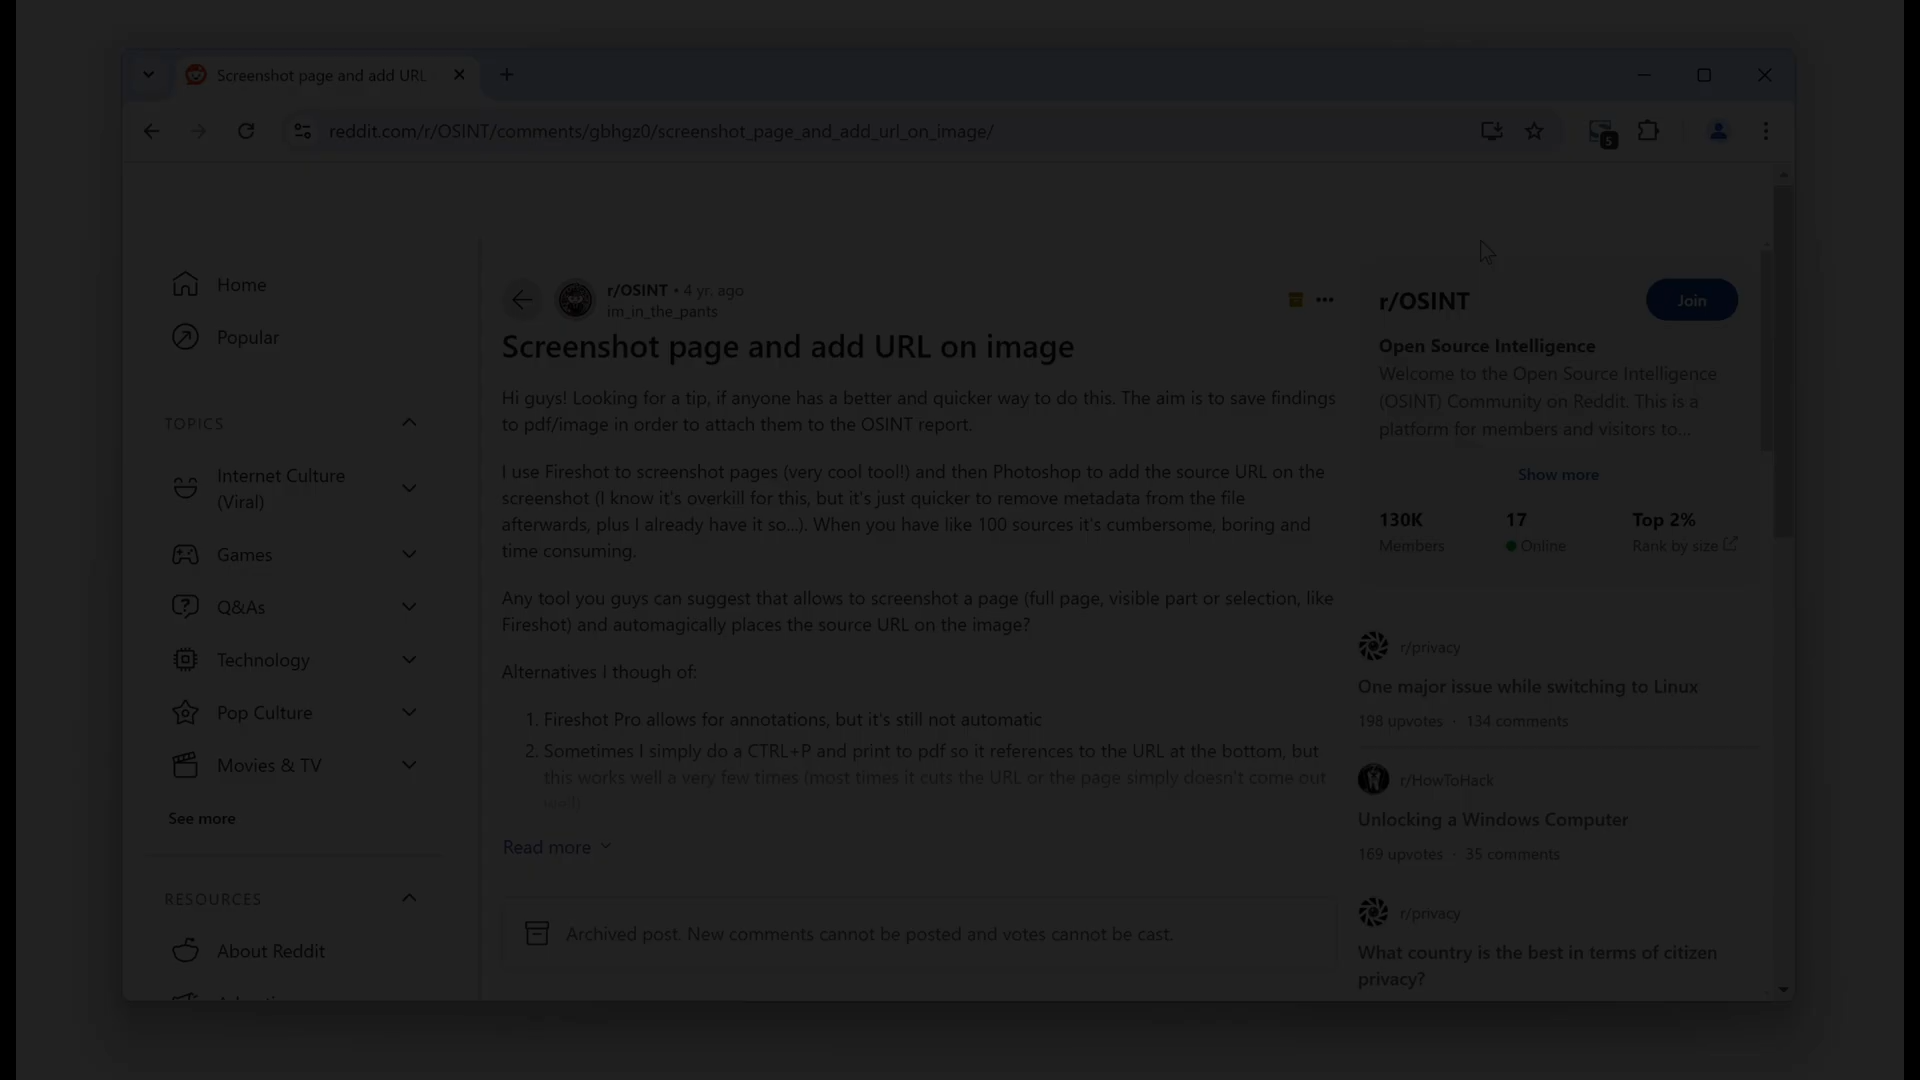 Screenshot page and add URL
reddit.com/r/OSINT/comments/gbhgz0/screenshot_page_and_add_url_on_image/
5
Home
Popular
TOPICS
Internet Culture
(Viral)
Games
Q&As
Technology
Pop Culture
Movies & TV
See more
RESOURCES
About Reddit
r/OSINT • 4 yr. ago
im_in_the_pants
Screenshot page and add URL on image
Hi guys! Looking for a tip, if anyone has a better and quicker way to do this. The aim is to save findings
to pdf/image in order to attach them to the OSINT report.
I use Fireshot to screenshot pages (very cool tool!) and then Photoshop to add the source URL on the
screenshot (I know it's overkill for this, but it's just quicker to remove metadata from the file
afterwards, plus I already have it so...). When you have like 100 sources it's cumbersome, boring and
time consuming.
Any tool you guys can suggest that allows to screenshot a page (full page, visible part or selection, like
Fireshot) and automagically places the source URL on the image?
Alternatives I though of:
1. Fireshot Pro allows for annotations, but it's still not automatic
2. Sometimes I simply do a CTRL+P and print to pdf so it references to the URL at the bottom, but
this works well a very few times (most times it cuts the URL or the page simply doesn't come out
well)
Read more
Archived post. New comments cannot be posted and votes cannot be cast.
r/OSINT
Join
Open Source Intelligence
Welcome to the Open Source Intelligence
(OSINT) Community on Reddit. This is a
platform for members and visitors to...
Show more
130K 17 Top 2%
Members Online Rank by size
r/privacy
One major issue while switching to Linux
198 upvotes · 134 comments
r/HowToHack
Unlocking a Windows Computer
169 upvotes · 35 comments
r/privacy
What country is the best in terms of citizen
privacy?